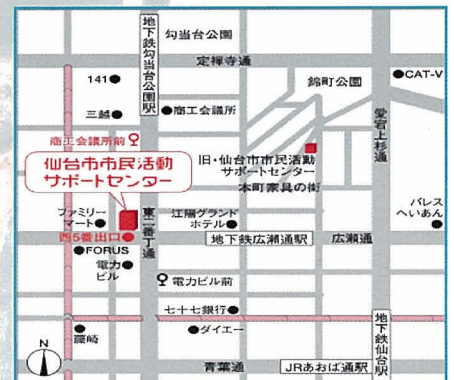 地下鉄勾当台公園駅
勾当台公園
定禅寺通
141
錦町公園
CAT-V
三越
商工会議所
愛宕上杉通
商工会議所前
仙台市市民活動
サポートセンター
旧・仙台市市民活動
サポートセンター
本町家具の街
ファミリー
マート
東二番丁通
江陽グランド
ホテル
パレス
へいあん
西5番出口
地下鉄広瀬通駅
広瀬通
FORUS
電力
ビル
電力ビル前
七十七銀行
ダイエー
藤崎
地下鉄仙台駅
N
青葉通
JRあおば通駅